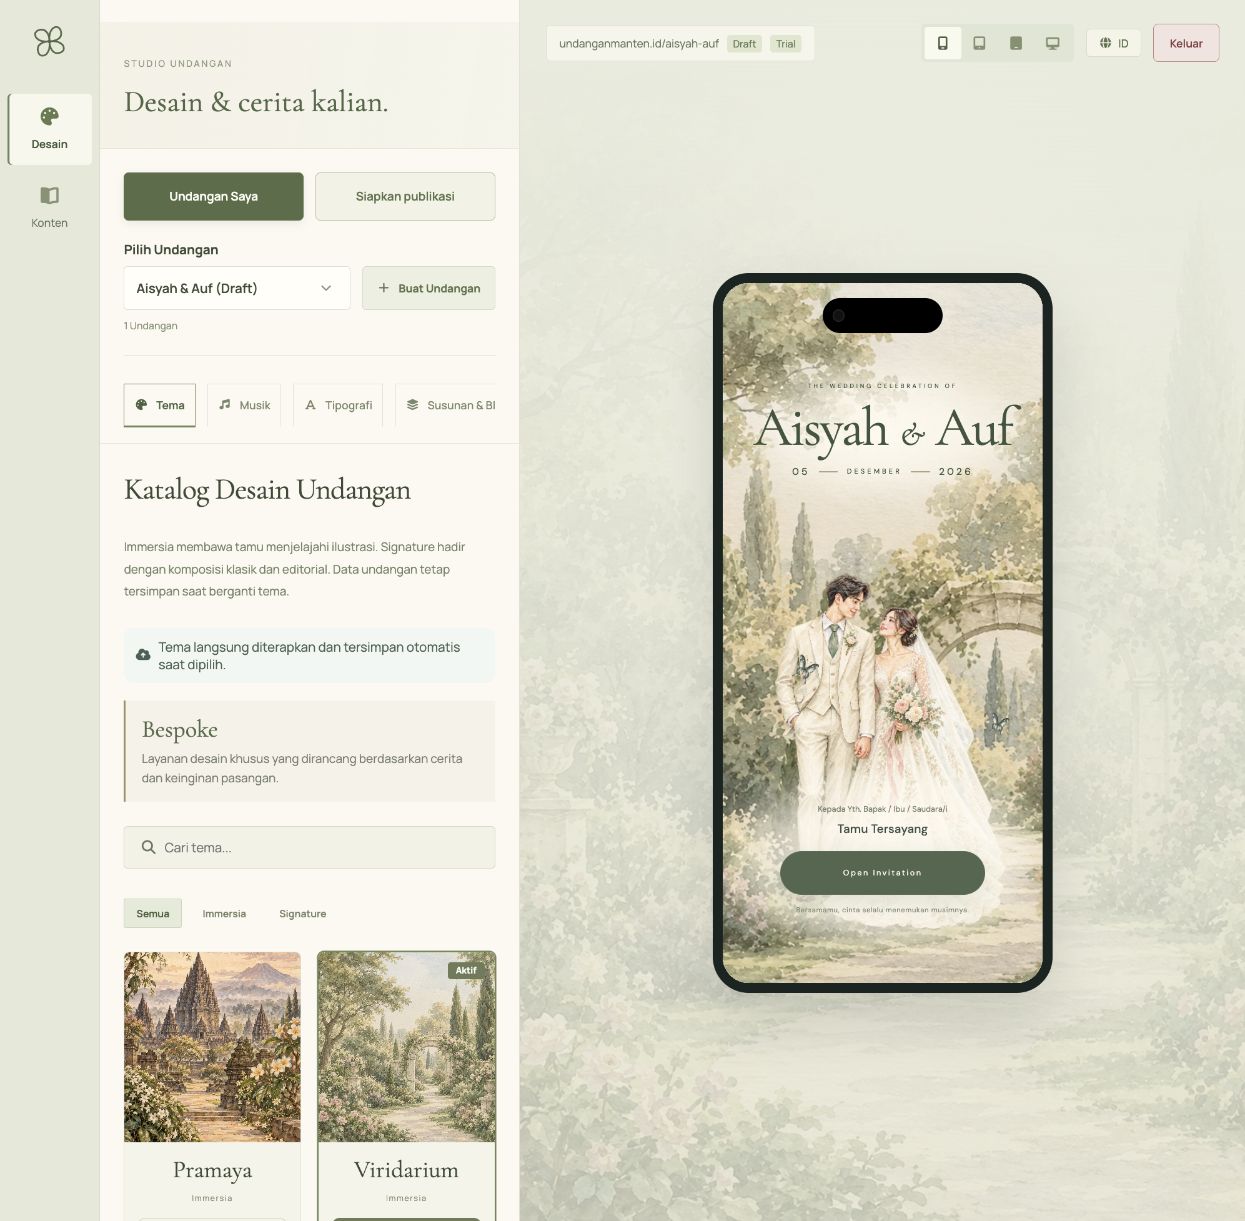 Desain
Konten
STUDIO UNDANGAN
Desain & cerita kalian.
Undangan Saya
Siapkan publikasi
Pilih Undangan
Aisyah & Auf (Draft)
Buat Undangan
1 Undangan
Tema
Musik
Tipografi
Susunan & Bl
Katalog Desain Undangan
Immersia membawa tamu menjelajahi ilustrasi. Signature hadir
dengan komposisi klasik dan editorial. Data undangan tetap
tersimpan saat berganti tema.
Tema langsung diterapkan dan tersimpan otomatis
saat dipilih.
Bespoke
Layanan desain khusus yang dirancang berdasarkan cerita
dan keinginan pasangan.
Cari tema...
Semua
Immersia
Signature
Aktif
Pramaya
Immersia
Viridarium
Immersia
undanganmanten.id/aisyah-auf
Draft
Trial
ID
Keluar
THE WEDDING CELEBRATION OF
Aisyah & Auf
05 — DESEMBER — 2026
Kepada Yth. Bapak / Ibu / Saudara/i
Tamu Tersayang
Open Invitation
Bersamamu, cinta selalu menemukan musimnya.